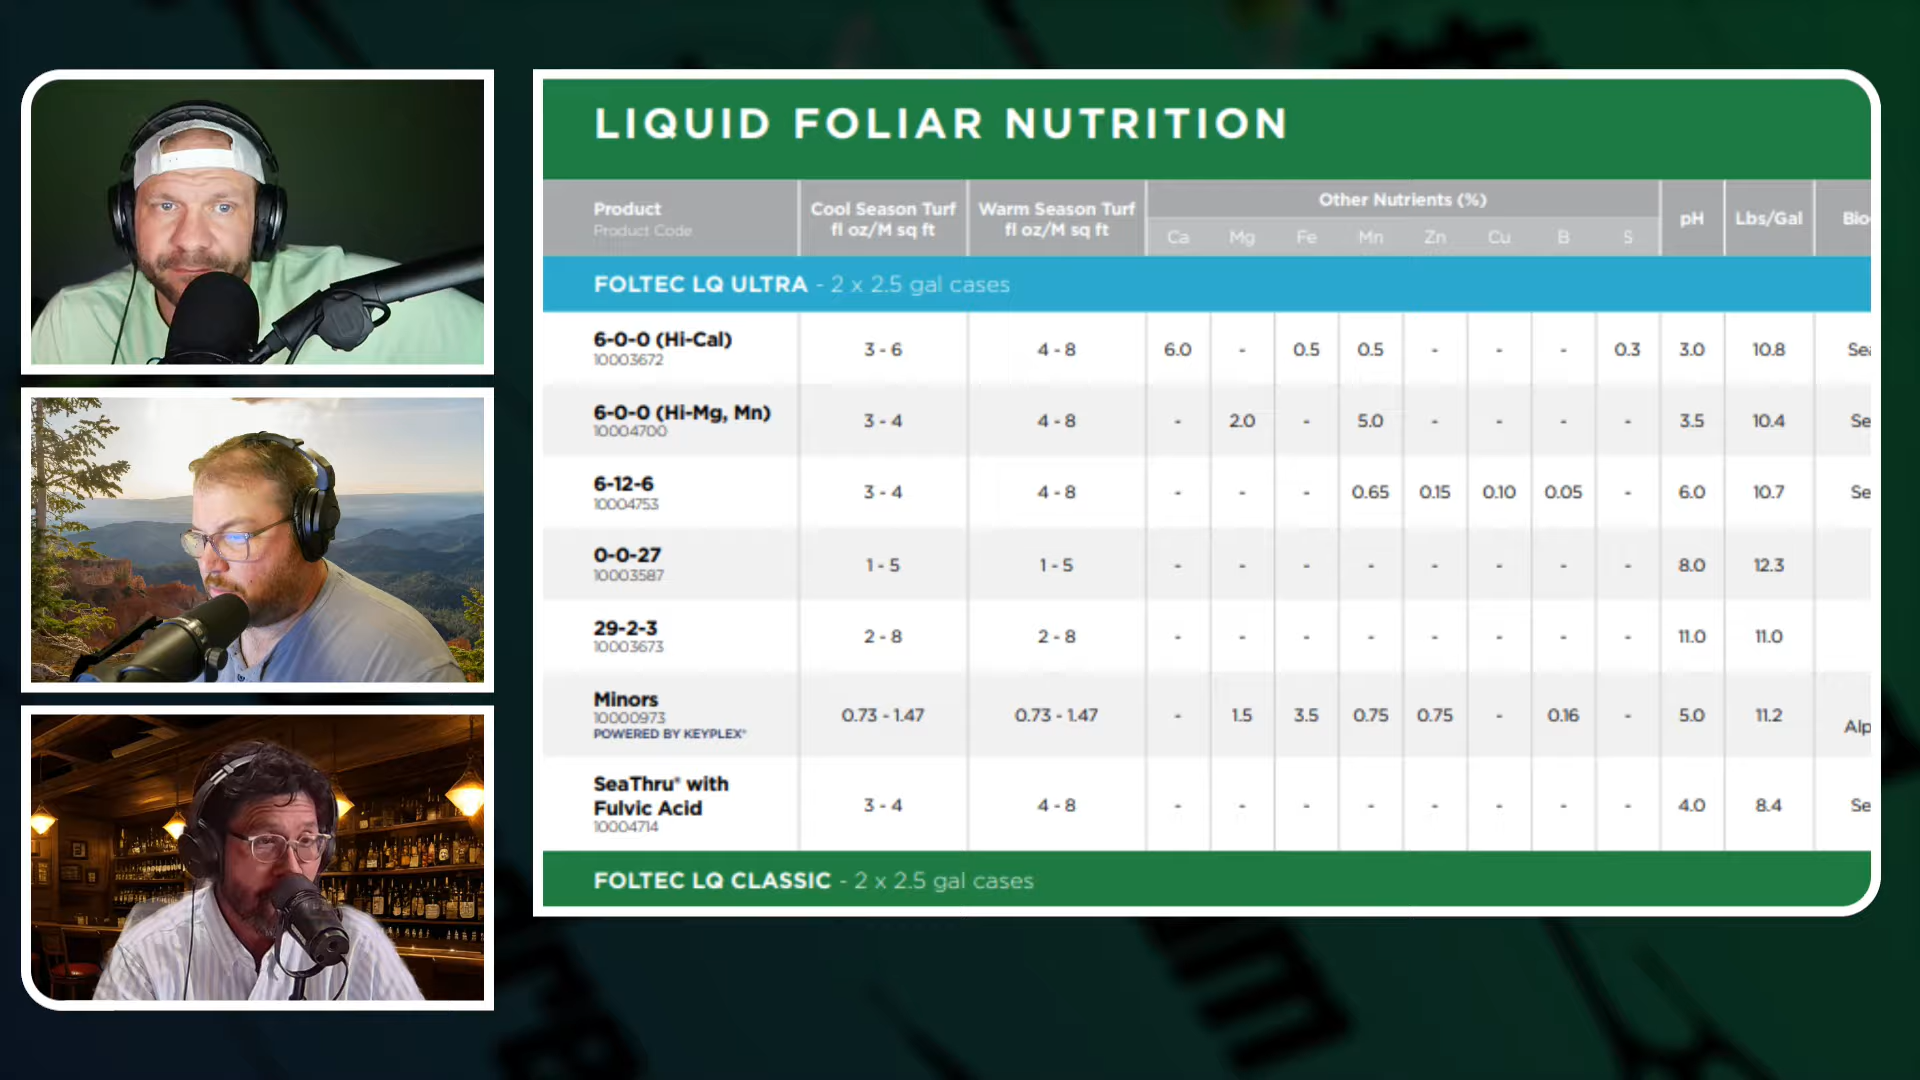 LIQUID FOLIAR NUTRITION
Product
Product Code
Cool Season Turf
fl oz/M sq ft
Warm Season Turf
fl oz/M sq ft
Other Nutrients (%)
Ca Mg Fe Mn Zn Cu B S
pH
Lbs/Gal
FOLTEC LQ ULTRA - 2 x 2.5 gal cases
6-0-0 (Hi-Cal)
10003672
3 - 6 4 - 8 6.0 - 0.5 0.5 - - - 0.3 3.0 10.8
6-0-0 (Hi-Mg, Mn)
10004700
3 - 4 4 - 8 - 2.0 - 5.0 - - - - 3.5 10.4
6-12-6
10004753
3 - 4 4 - 8 - - - 0.65 0.15 0.10 0.05 - 6.0 10.7
0-0-27
10003587
1 - 5 1 - 5 - - - - - - - - 8.0 12.3
29-2-3
10003673
2 - 8 2 - 8 - - - - - - - - 11.0 11.0
Minors
10000973
POWERED BY KEYPLEX®
0.73 - 1.47 0.73 - 1.47 - 1.5 3.5 0.75 0.75 - 0.16 - 5.0 11.2
SeaThru® with
Fulvic Acid
10004714
3 - 4 4 - 8 - - - - - - - - 4.0 8.4
FOLTEC LQ CLASSIC - 2 x 2.5 gal cases